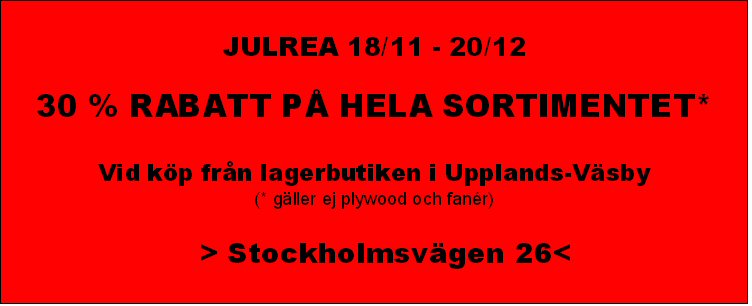 JULREA 18/11 - 20/12
30 % RABATT PÅ HELA SORTIMENTET*
Vid köp från lagerbutiken i Upplands-Väsby
(* gäller ej plywood och fanér)
> Stockholmsvägen 26<